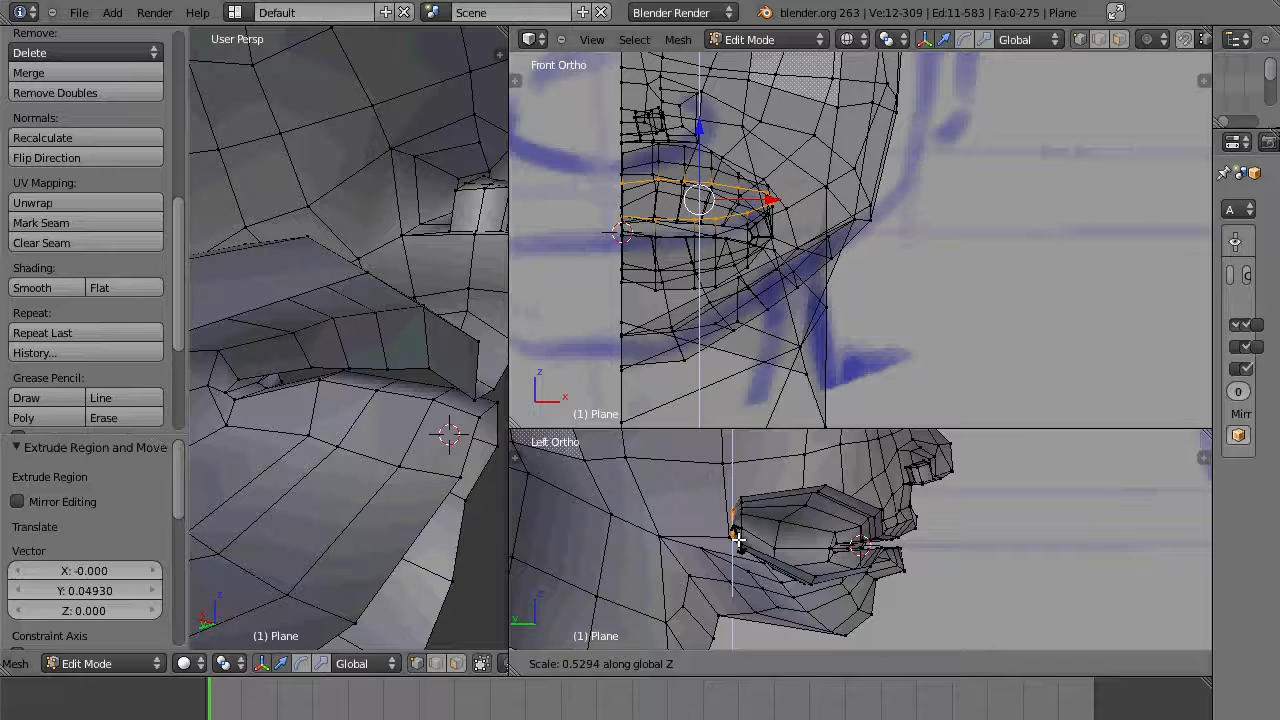 File Add Render Help Default Scene Blender Render blender.org 263 | Ve:12-309 | Ed:11-583 | Fa:0-275 | Plane
Remove:
Delete
Merge
Remove Doubles
Normals:
Recalculate
Flip Direction
UV Mapping:
Unwrap
Mark Seam
Clear Seam
Shading:
Smooth Flat
Repeat:
Repeat Last
History...
Grease Pencil:
Draw Line
Poly Erase
Extrude Region and Move
Extrude Region
Mirror Editing
Translate
Vector
X: -0.000
Y: 0.04930
Z: 0.000
Constraint Axis
User Persp
(1) Plane
Mesh Edit Mode Global
View Select Mesh Edit Mode Global
Front Ortho
z
x
(1) Plane
Left Ortho
y
(1) Plane
Scale: 0.5294 along global Z
A
0
Mirr